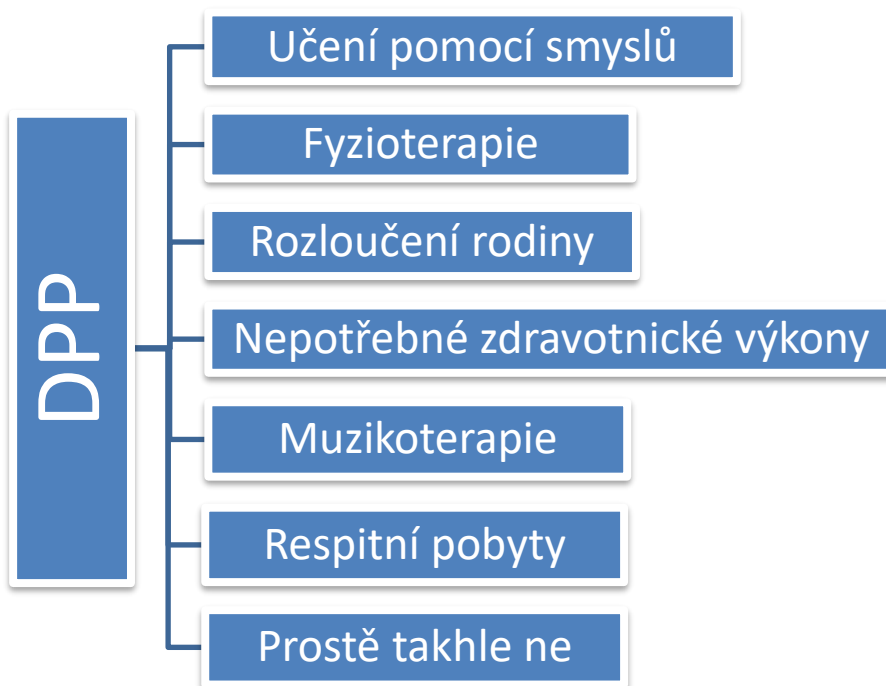 DPP
Učení pomocí smyslů
Fyzioterapie
Rozloučení rodiny
Nepotřebné zdravotnické výkony
Muzikoterapie
Respitní pobyty
Prostě takhle ne